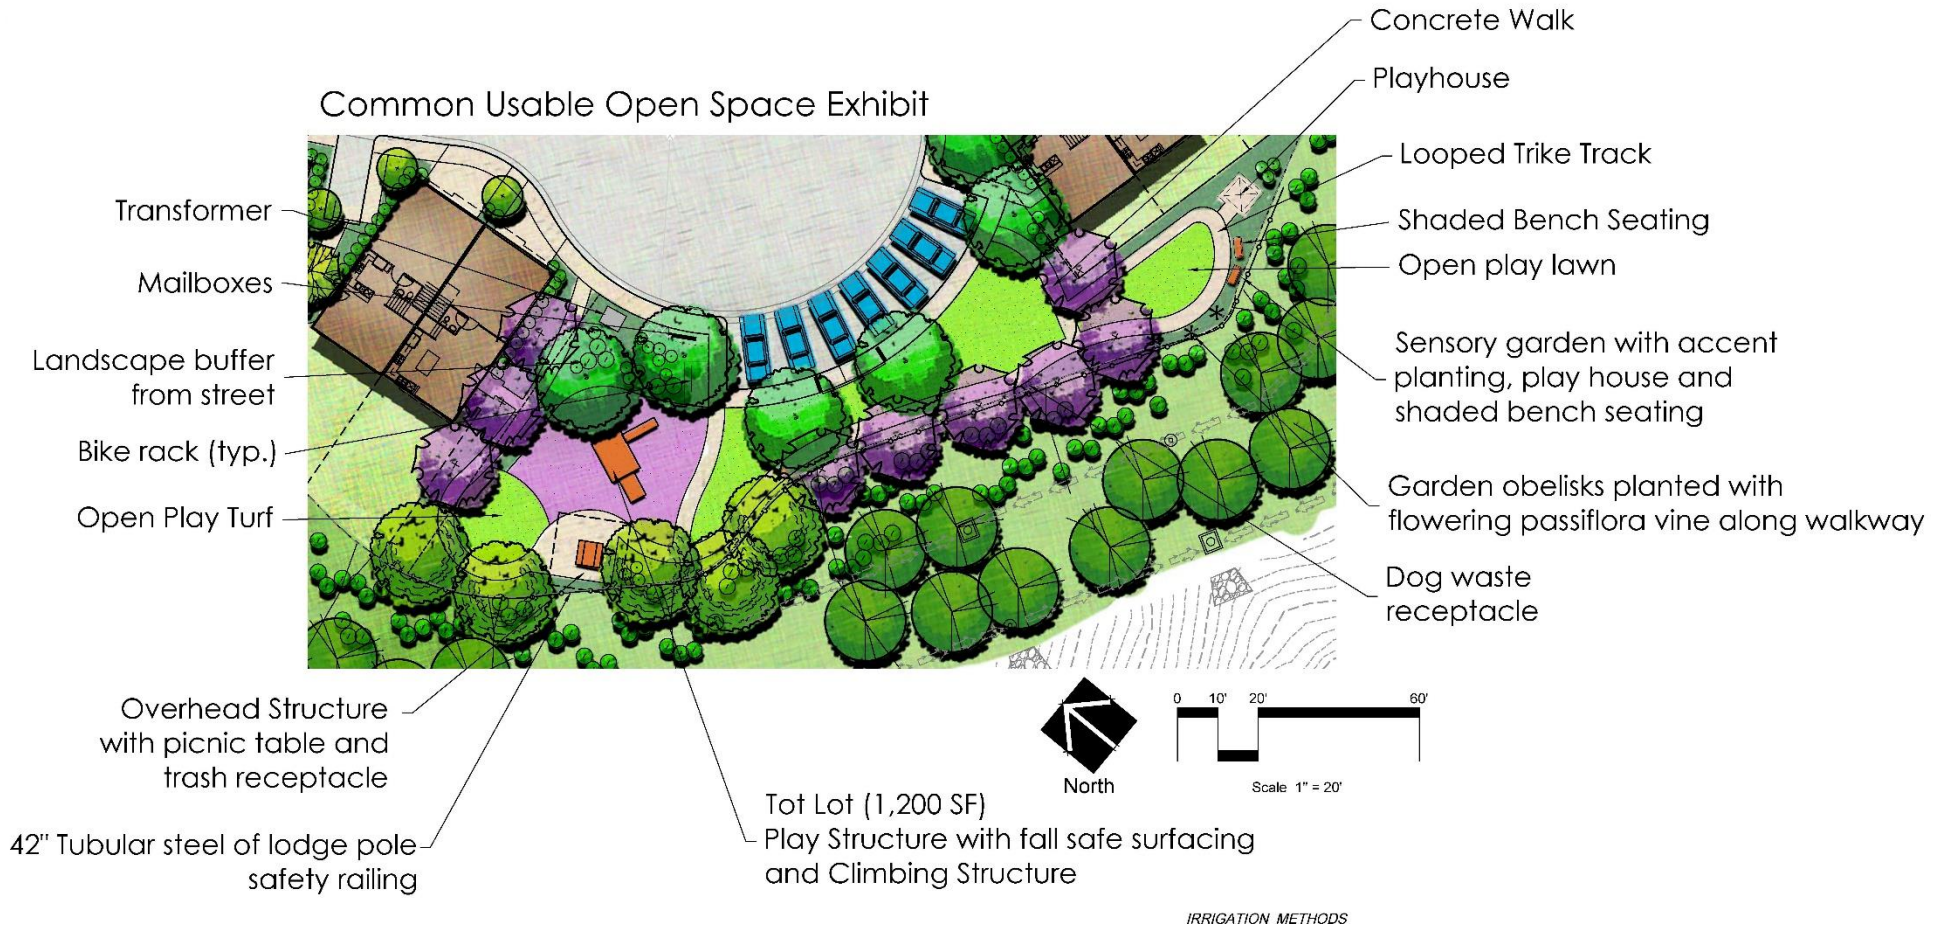 Concrete Walk
Playhouse
Common Usable Open Space Exhibit
Looped Trike Track
Transformer
Shaded Bench Seating
Open play lawn
Mailboxes
Sensory garden with accent
planting, play house and
shaded bench seating
Landscape buffer
from street
Bike rack (typ.)
Garden obelisks planted with
flowering passiflora vine along walkway
Open Play Turf
Dog waste
receptacle
Overhead Structure
with picnic table and
trash receptacle
0 10' 20' 60'
North
Scale 1" = 20'
Tot Lot (1,200 SF)
Play Structure with fall safe surfacing
and Climbing Structure
42" Tubular steel of lodge pole
safety railing
IRRIGATION METHODS